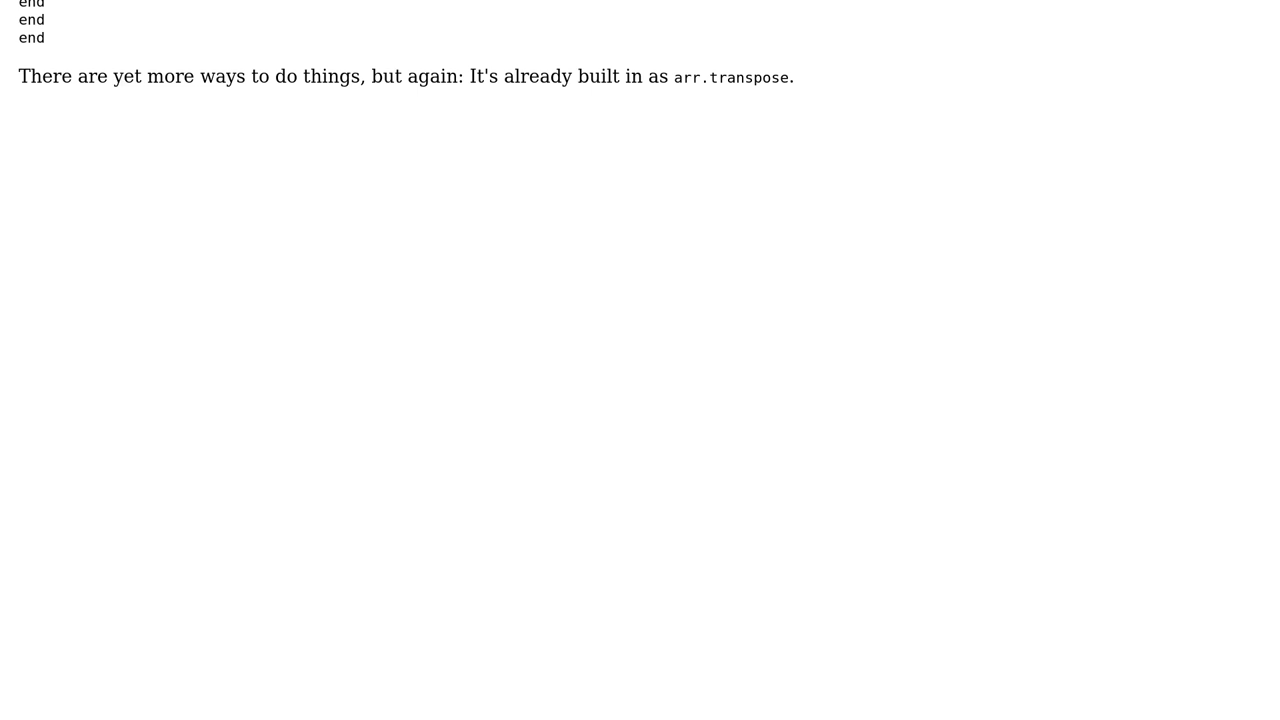 end
end
end
There are yet more ways to do things, but again: It's already built in as arr.transpose.